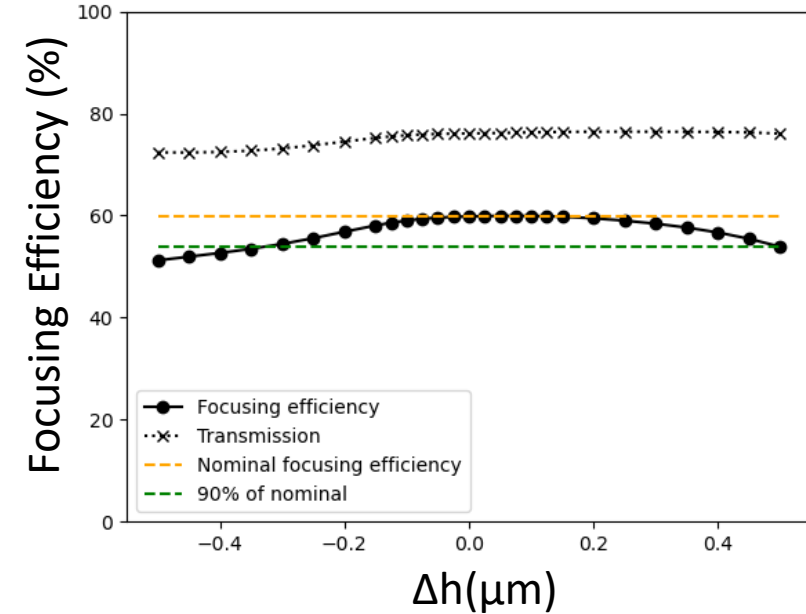 Focusing Efficiency (%)
100
80
60
40
20
0
Focusing efficiency
Transmission
Nominal focusing efficiency
90% of nominal
−0.4
−0.2
0.0
0.2
0.4
Δh(μm)